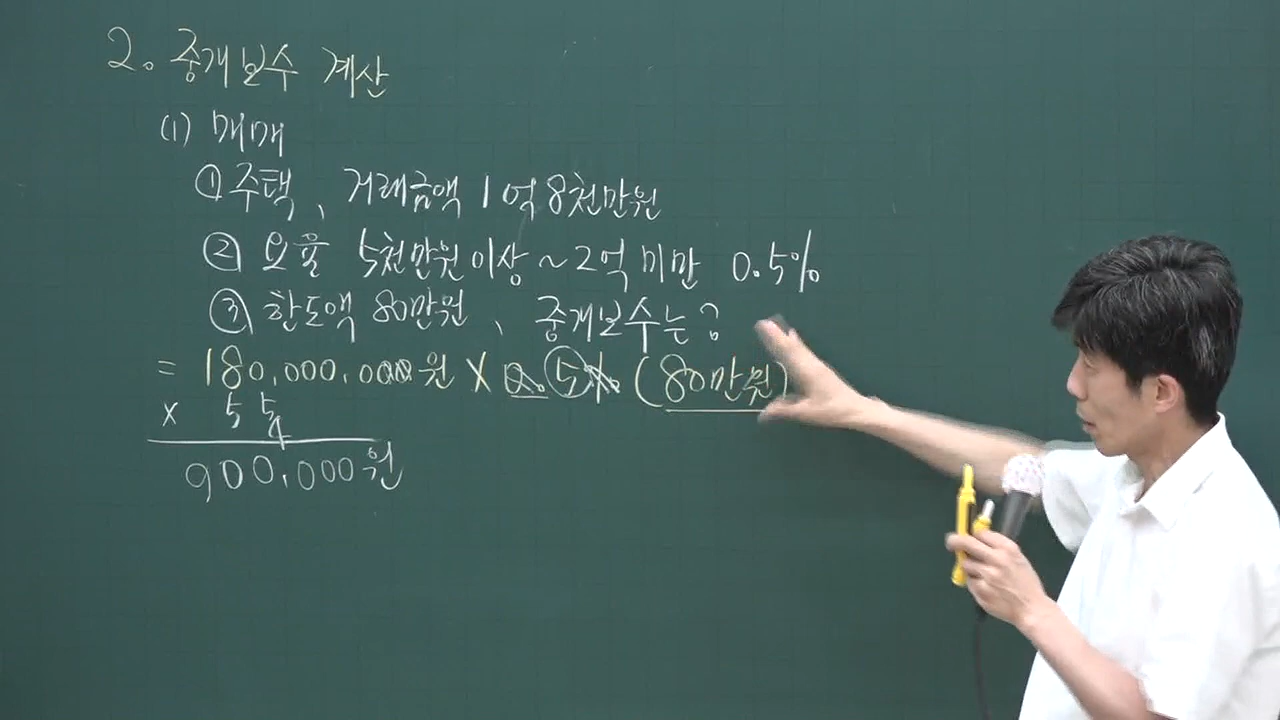 2. 중개보수 계산
(1) 매매
① 주택, 거래금액 1억 8천만원
② 요율 5천만원 이상 ~ 2억 미만 0.5%
③ 한도액 80만원, 중개보수는?
= 180,000,000원 X 0.5% (80만원)
x 5
900,000원